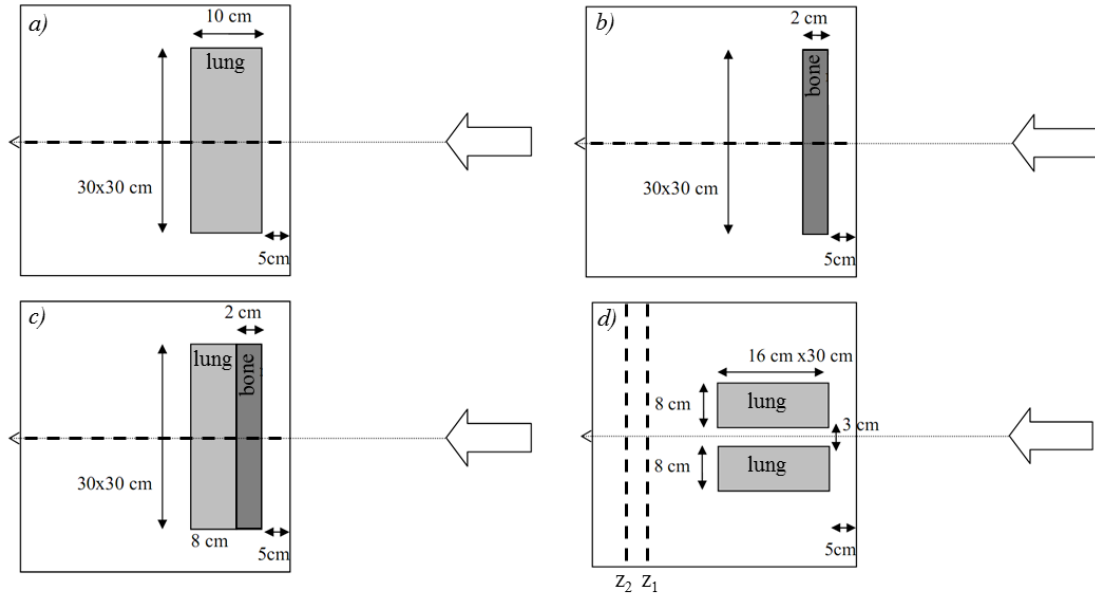 a)
10 cm
lung
30x30 cm
5cm
b)
2 cm
bone
30x30 cm
5cm
c)
2 cm
lung
bone
30x30 cm
8 cm
5cm
d)
16 cm x30 cm
8 cm
lung
3 cm
8 cm
lung
5cm
z₂ z₁